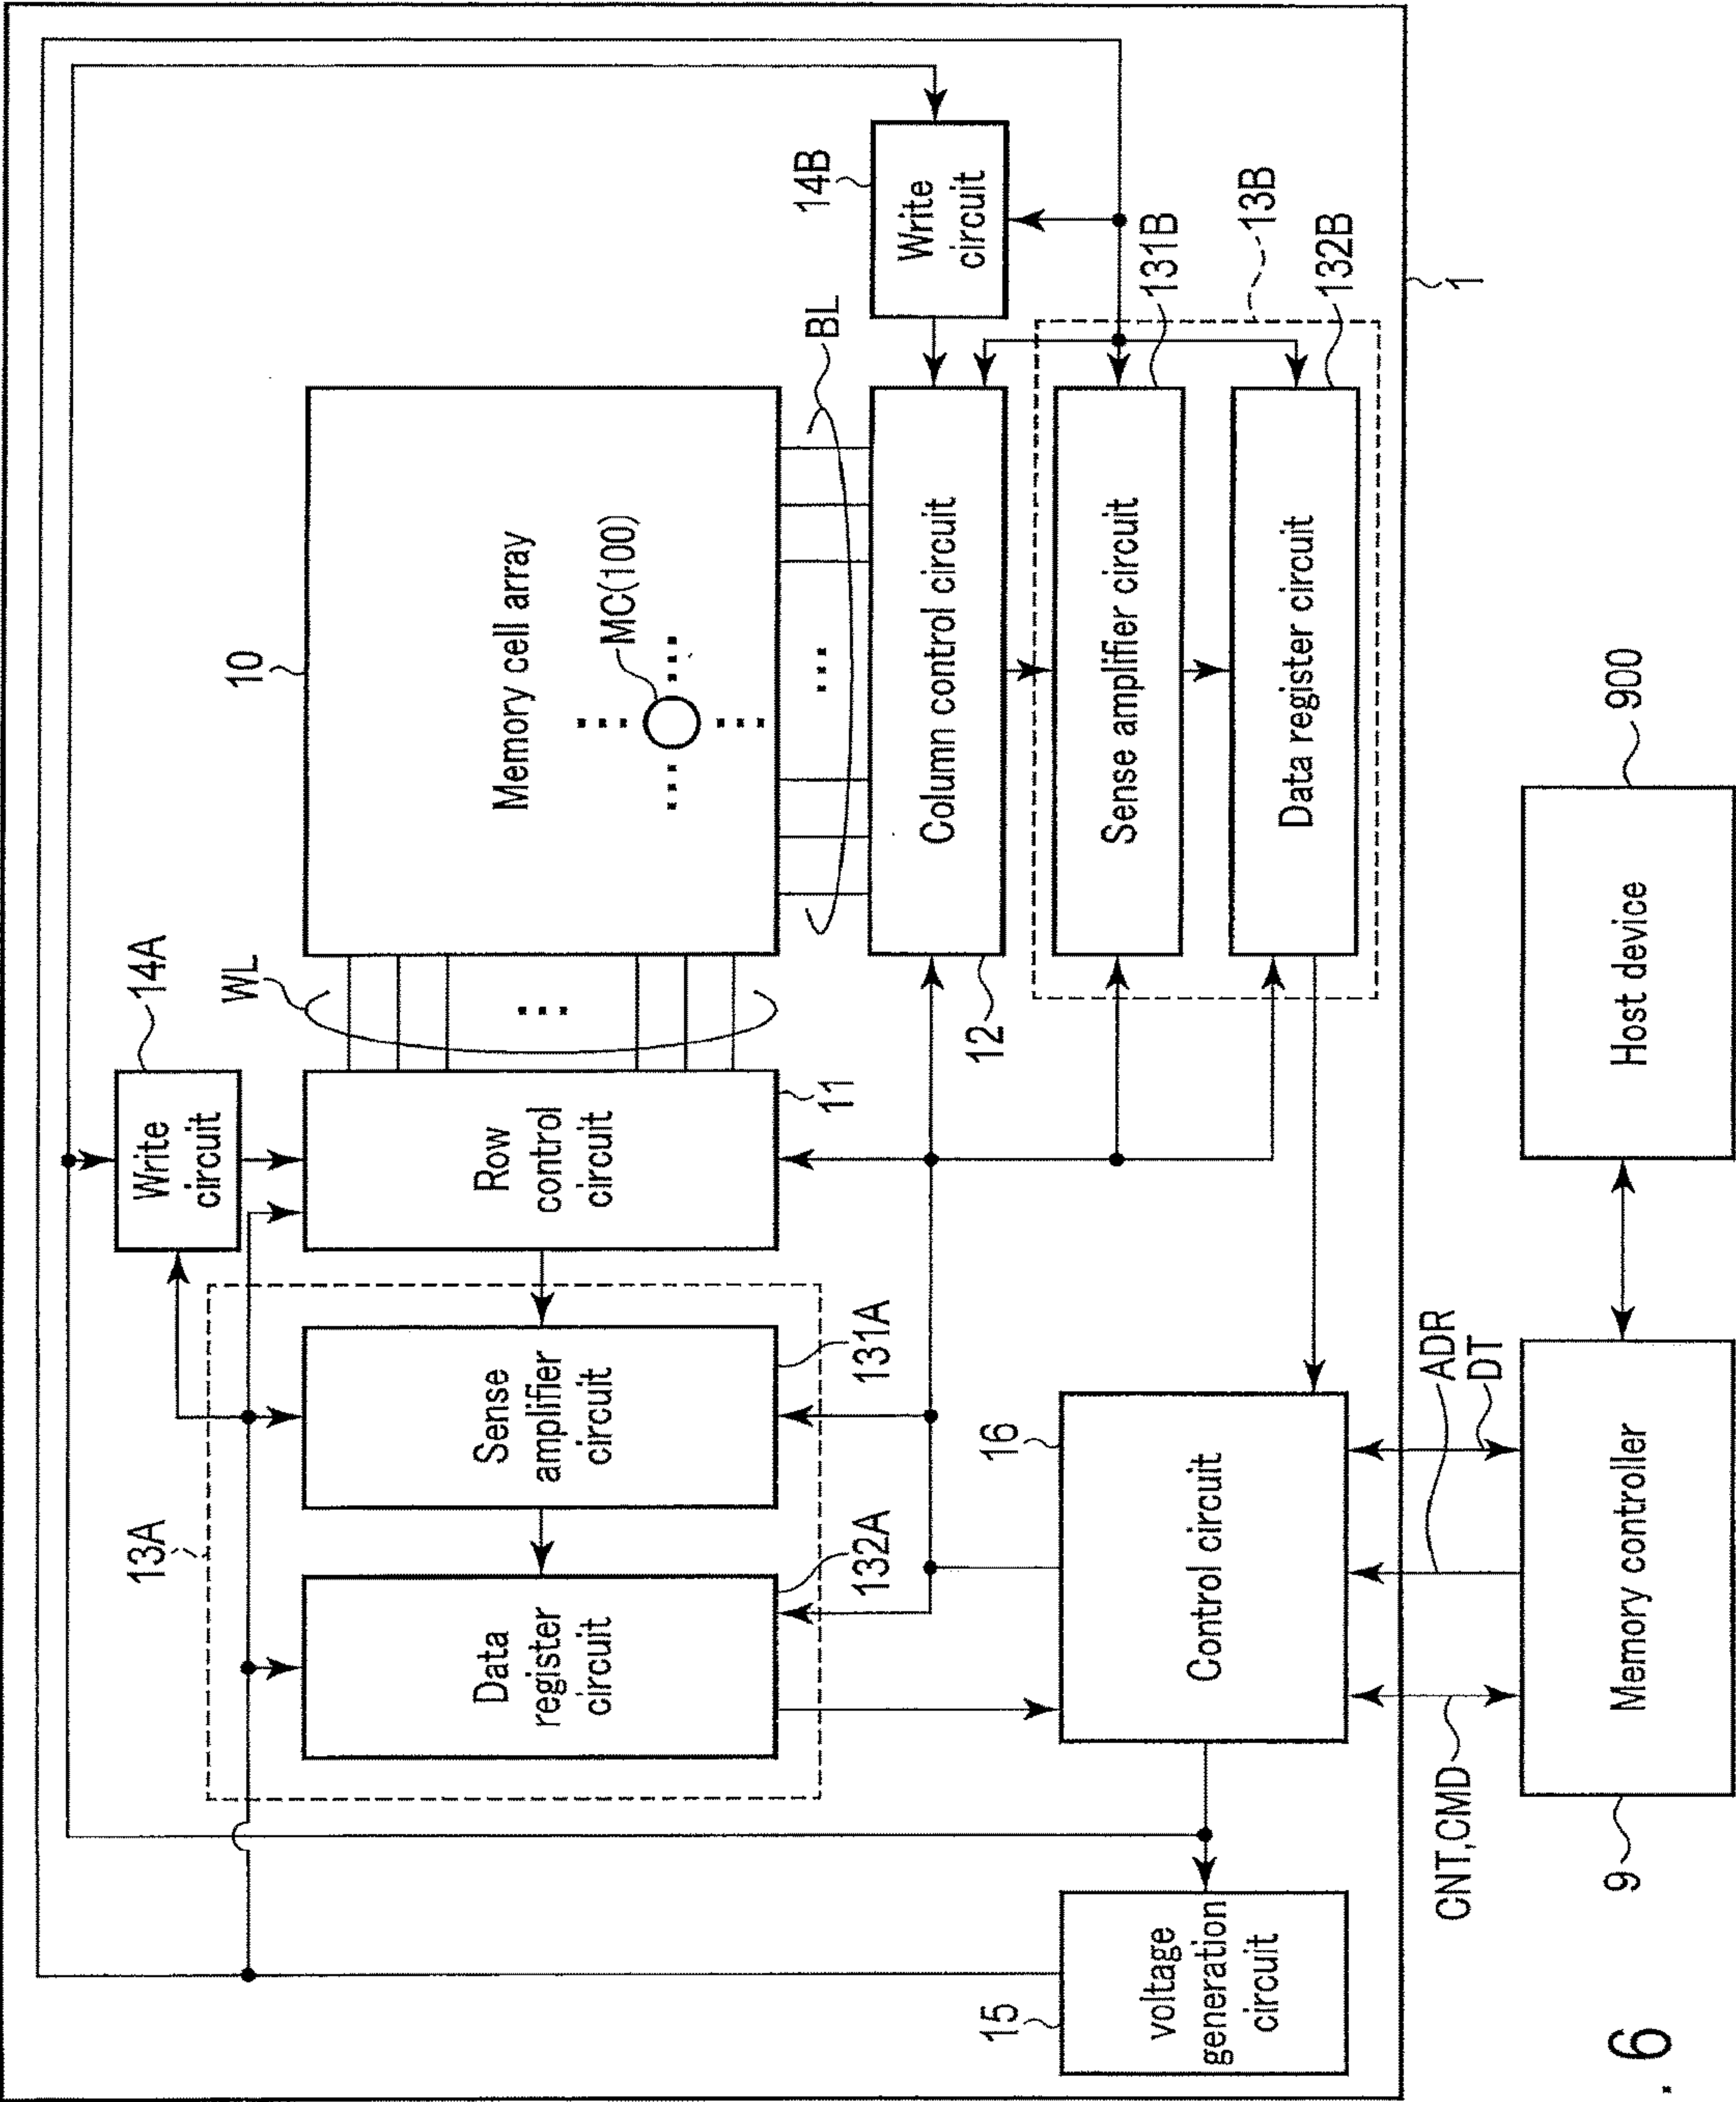 14A
Write
circuit
WL
10
Memory cell array
MC(100)
13A
Data
register
circuit
Sense
amplifier
circuit
Row
control
circuit
132A
131A
11
BL
14B
Write
circuit
12
Column control circuit
15
voltage
generation
circuit
16
Control circuit
Sense amplifier circuit
131B
13B
Data register circuit
132B
1
CNT,CMD
ADR
DT
9
Memory controller
Host device
900
. 6